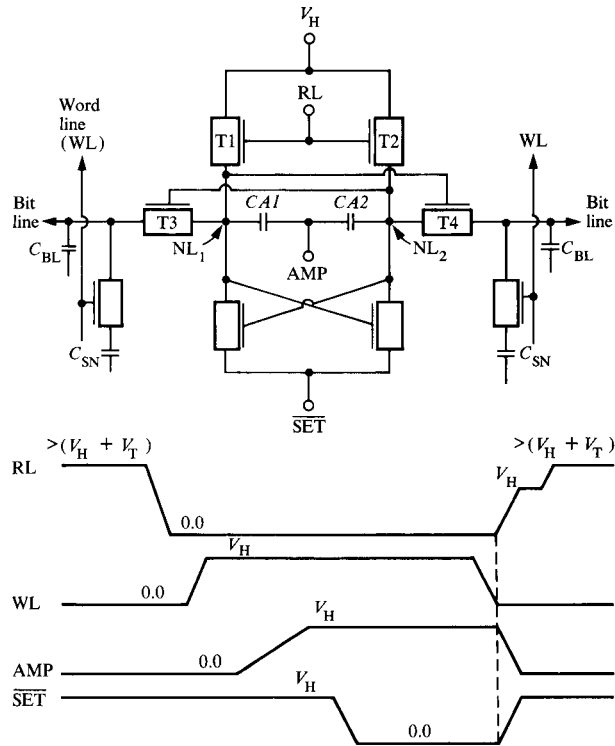 V_H
RL
Word
line
(WL)
T1
T2
WL
Bit
line
T3
CA1
CA2
T4
Bit
line
C_BL
NL_1
AMP
NL_2
C_BL
C_SN
C_SN
S̅E̅T̅
>(V_H + V_T)
>(V_H + V_T)
RL
V_H
0.0
V_H
WL
0.0
V_H
AMP
0.0
S̅E̅T̅
V_H
0.0